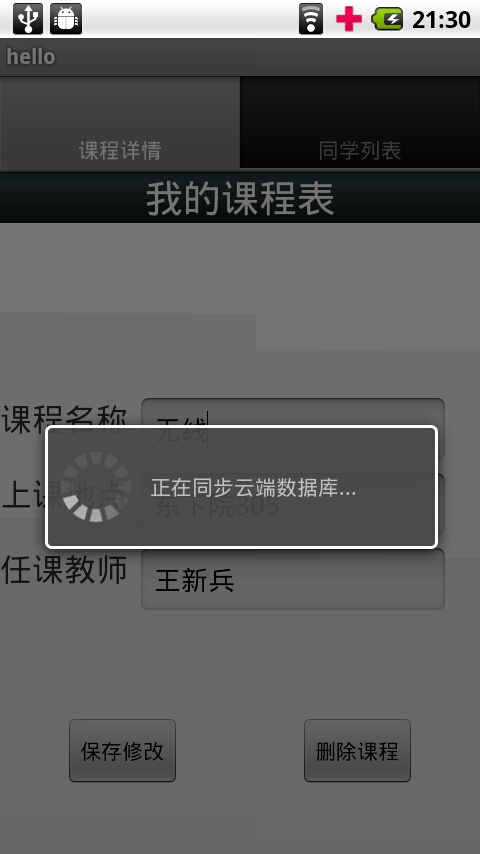 21:30
hello
课程详情
同学列表
我的课程表
课程名称
无线
正在同步云端数据库...
上课地点
东下院305
任课教师
王新兵
保存修改
删除课程